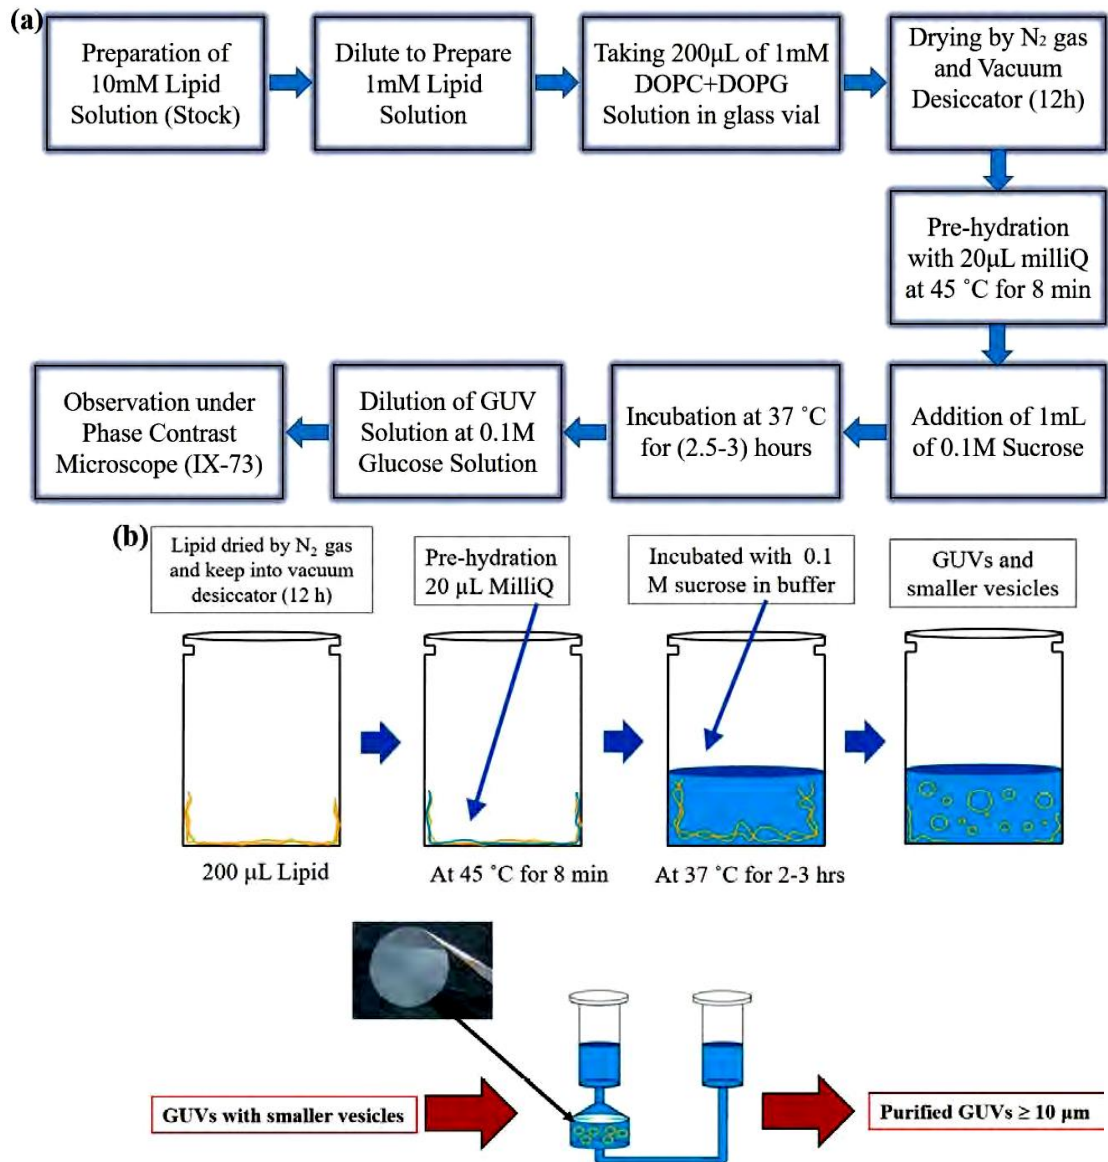 (a)
Preparation of
10mM Lipid
Solution (Stock)
Dilute to Prepare
1mM Lipid
Solution
Taking 200μL of 1mM
DOPC+DOPG
Solution in glass vial
Drying by N₂ gas
and Vacuum
Desiccator (12h)
Pre-hydration
with 20μL milliQ
at 45 ˚C for 8 min
Addition of 1mL
of 0.1M Sucrose
Incubation at 37 ˚C
for (2.5-3) hours
Dilution of GUV
Solution at 0.1M
Glucose Solution
Observation under
Phase Contrast
Microscope (IX-73)
(b)
Lipid dried by N₂ gas
and keep into vacuum
desiccator (12 h)
Pre-hydration
20 μL MilliQ
Incubated with 0.1
M sucrose in buffer
GUVs and
smaller vesicles
200 μL Lipid
At 45 ˚C for 8 min
At 37 ˚C for 2-3 hrs
GUVs with smaller vesicles
Purified GUVs ≥ 10 μm